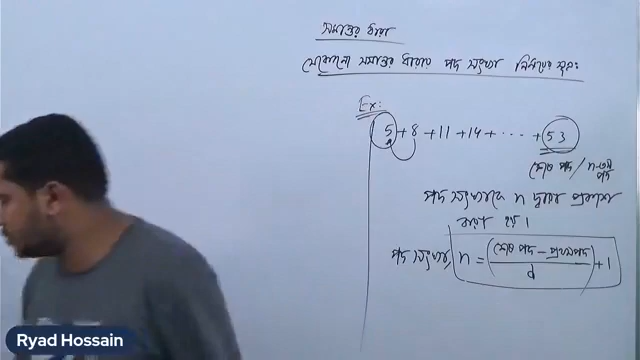 সমান্তর ধারা
যেকোনো সমান্তর ধারার পদ সংখ্যা নির্ণয়ের সূত্র:
Ex:
5 + 8 + 11 + 14 + ... + 53
শেষ পদ / n-তম পদ
পদ সংখ্যাকে n দ্বারা প্রকাশ
করা হয় ।
পদ সংখ্যা, n = (শেষ পদ - প্রথম পদ / d) + 1
Ryad Hossain